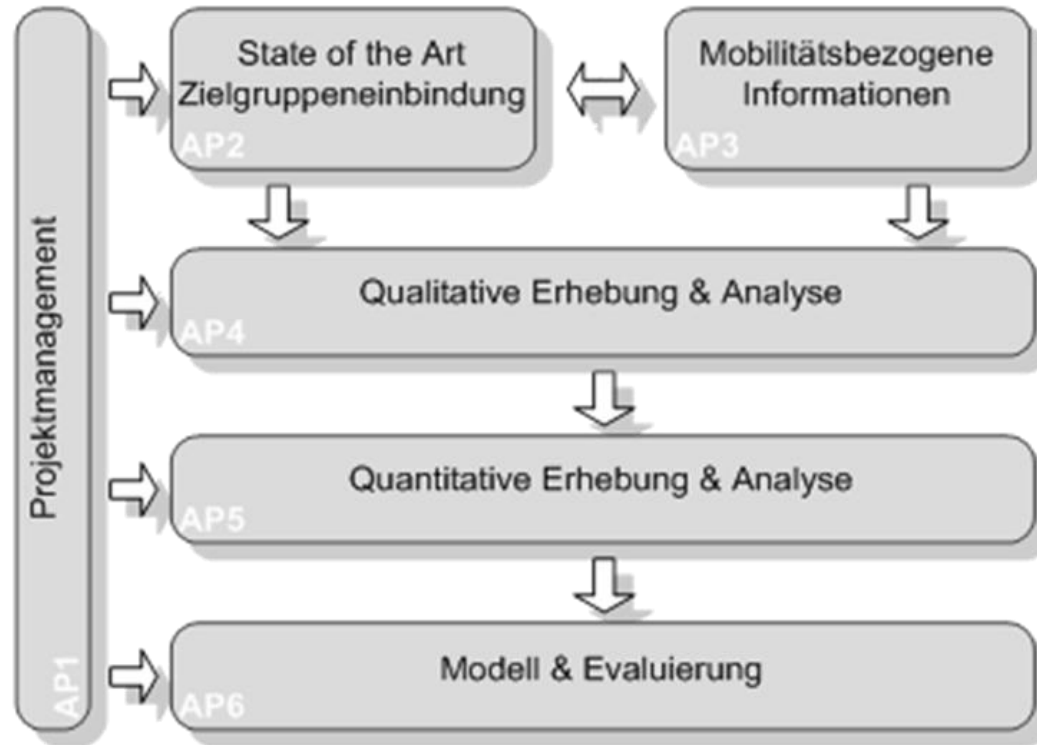 Projektmanagement
AP1
State of the Art
Zielgruppeneinbindung
AP2
Mobilitätsbezogene
Informationen
AP3
Qualitative Erhebung & Analyse
AP4
Quantitative Erhebung & Analyse
AP5
Modell & Evaluierung
AP6